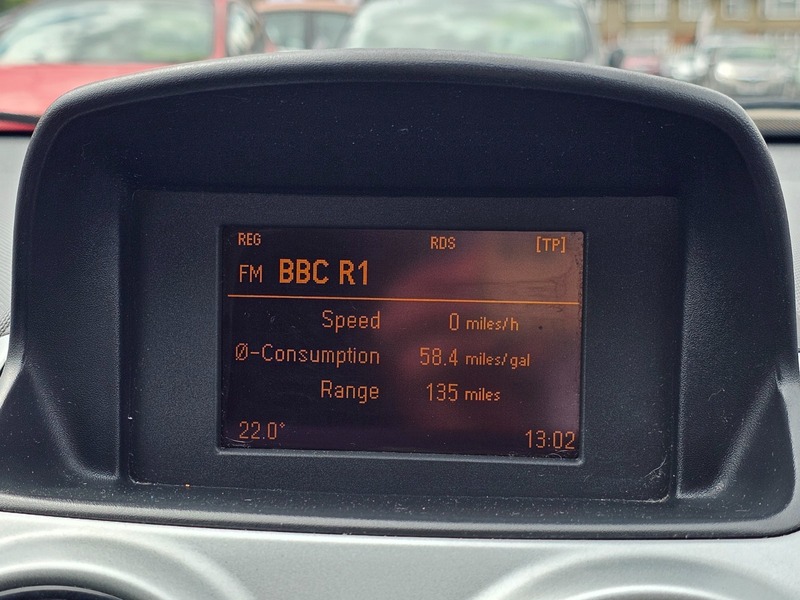 REG RDS [TP]
FM BBC R1
Speed 0 miles/h
Ø-Consumption 58.4 miles/gal
Range 135 miles
22.0° 13:02